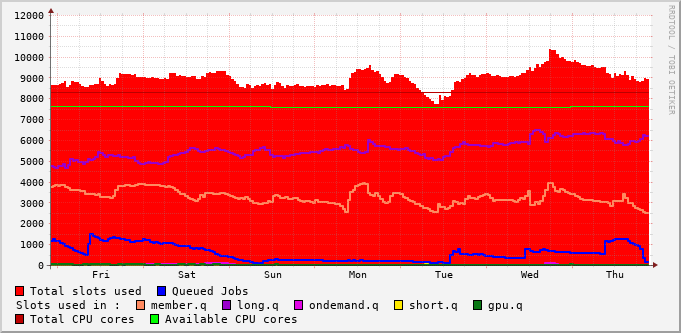 12000
11000
10000
9000
8000
7000
6000
5000
4000
3000
2000
1000
0
Fri Sat Sun Mon Tue Wed Thu
Total slots used Queued Jobs
Slots used in : member.q long.q ondemand.q short.q gpu.q
Total CPU cores Available CPU cores
RRDTOOL / TOBI OETIKER